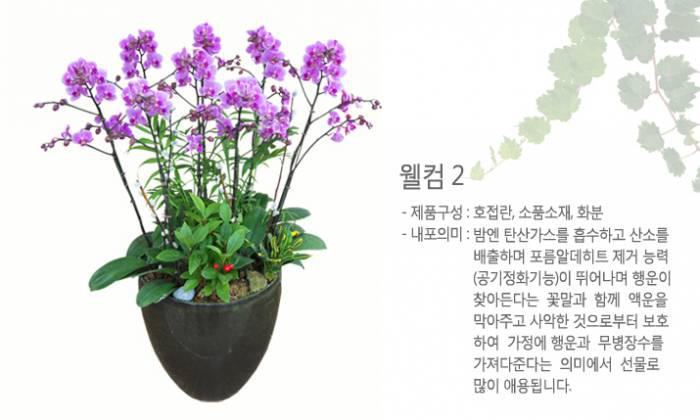 웰컴 2
- 제품구성 : 호접란, 소품소재, 화분
- 내포의미 : 밤엔 탄산가스를 흡수하고 산소를
배출하며 포름알데히트 제거 능력
(공기정화기능)이 뛰어나며 행운이
찾아든다는 꽃말과 함께 액운을
막아주고 사악한 것으로부터 보호
하여 가정에 행운과 무병장수를
가져다준다는 의미에서 선물로
많이 애용됩니다.